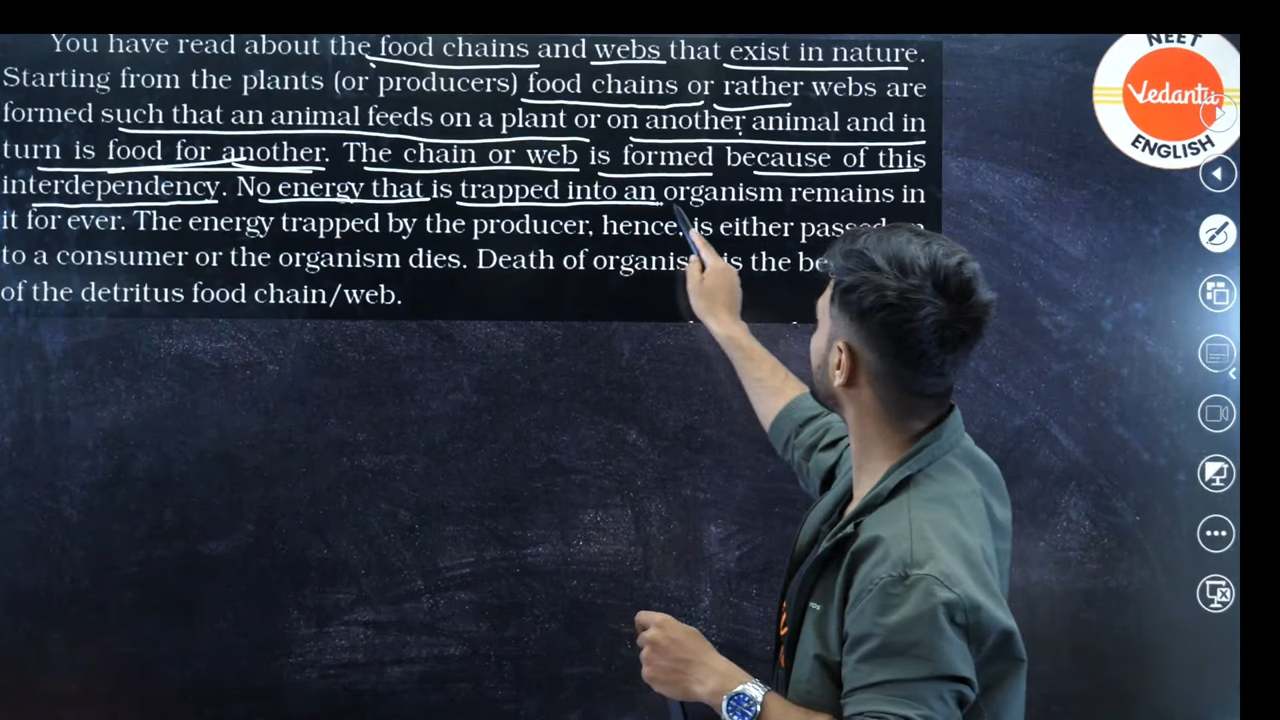 You have read about the food chains and webs that exist in nature.
Starting from the plants (or producers) food chains or rather webs are
formed such that an animal feeds on a plant or on another animal and in
turn is food for another. The chain or web is formed because of this
interdependency. No energy that is trapped into an organism remains in
it for ever. The energy trapped by the producer, hence, is either
to a consumer or the organism dies. Death of is the
of the detritus food chain/web.
NEET
Vedantu
ENGLISH